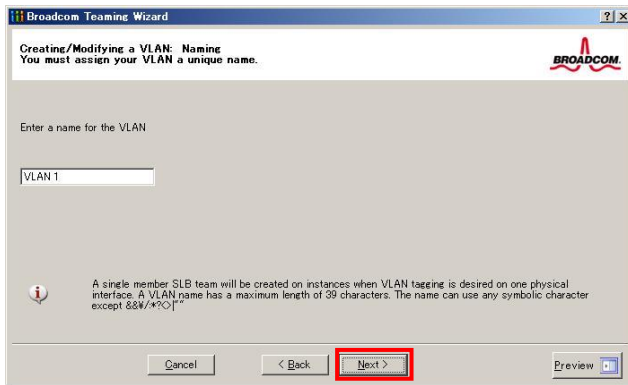 Broadcom Teaming Wizard
Creating/Modifying a VLAN: Naming
You must assign your VLAN a unique name.
BROADCOM.
Enter a name for the VLAN
VLAN 1
A single member SLB team will be created on instances when VLAN tagging is desired on one physical
interface. A VLAN name has a maximum length of 39 characters. The name can use any symbolic character
except &&¥/*?<>|""
Cancel
< Back
Next >
Preview